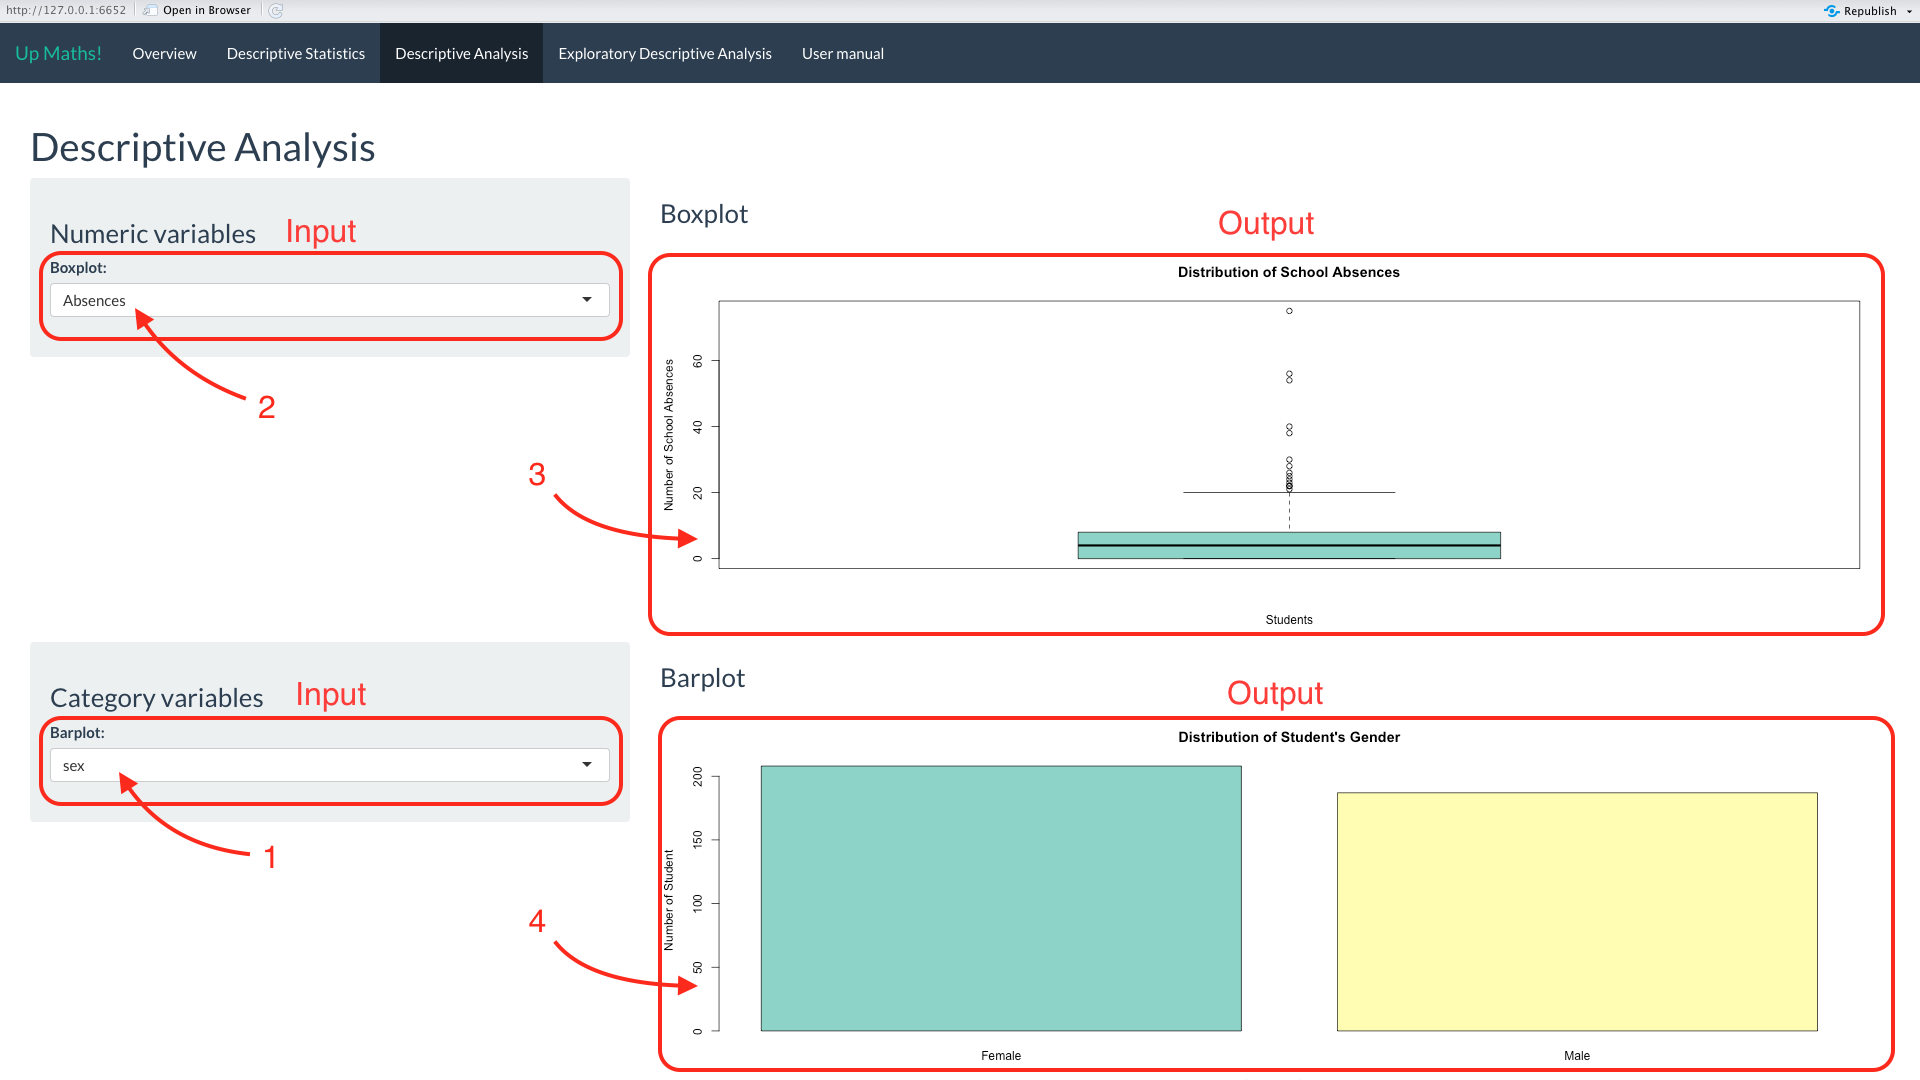 http://127.0.0.1:6652 Open in Browser Republish
Up Maths! Overview Descriptive Statistics Descriptive Analysis Exploratory Descriptive Analysis User manual
Descriptive Analysis
Numeric variables Input
Boxplot:
Absences
2
Boxplot
Output
Distribution of School Absences
Number of School Absences
60
40
20
0
Students
3
Category variables Input
Barplot:
sex
1
Barplot
Output
Distribution of Student's Gender
Number of Student
200
150
100
50
0
Female Male
4